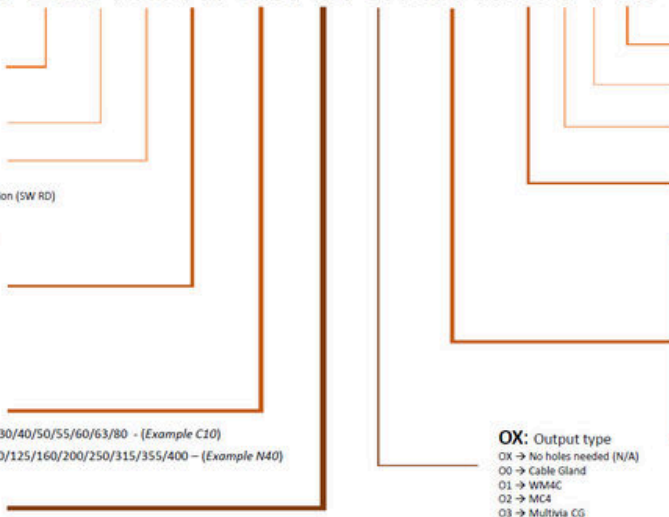 ion (SW RD)
30/40/50/55/60/63/80 - (Example C10)
0/125/160/200/250/315/355/400 – (Example N40)
OX: Output type
OX → No holes needed (N/A)
O0 → Cable Gland
O1 → WM4C
O2 → MC4
O3 → Multivia CG